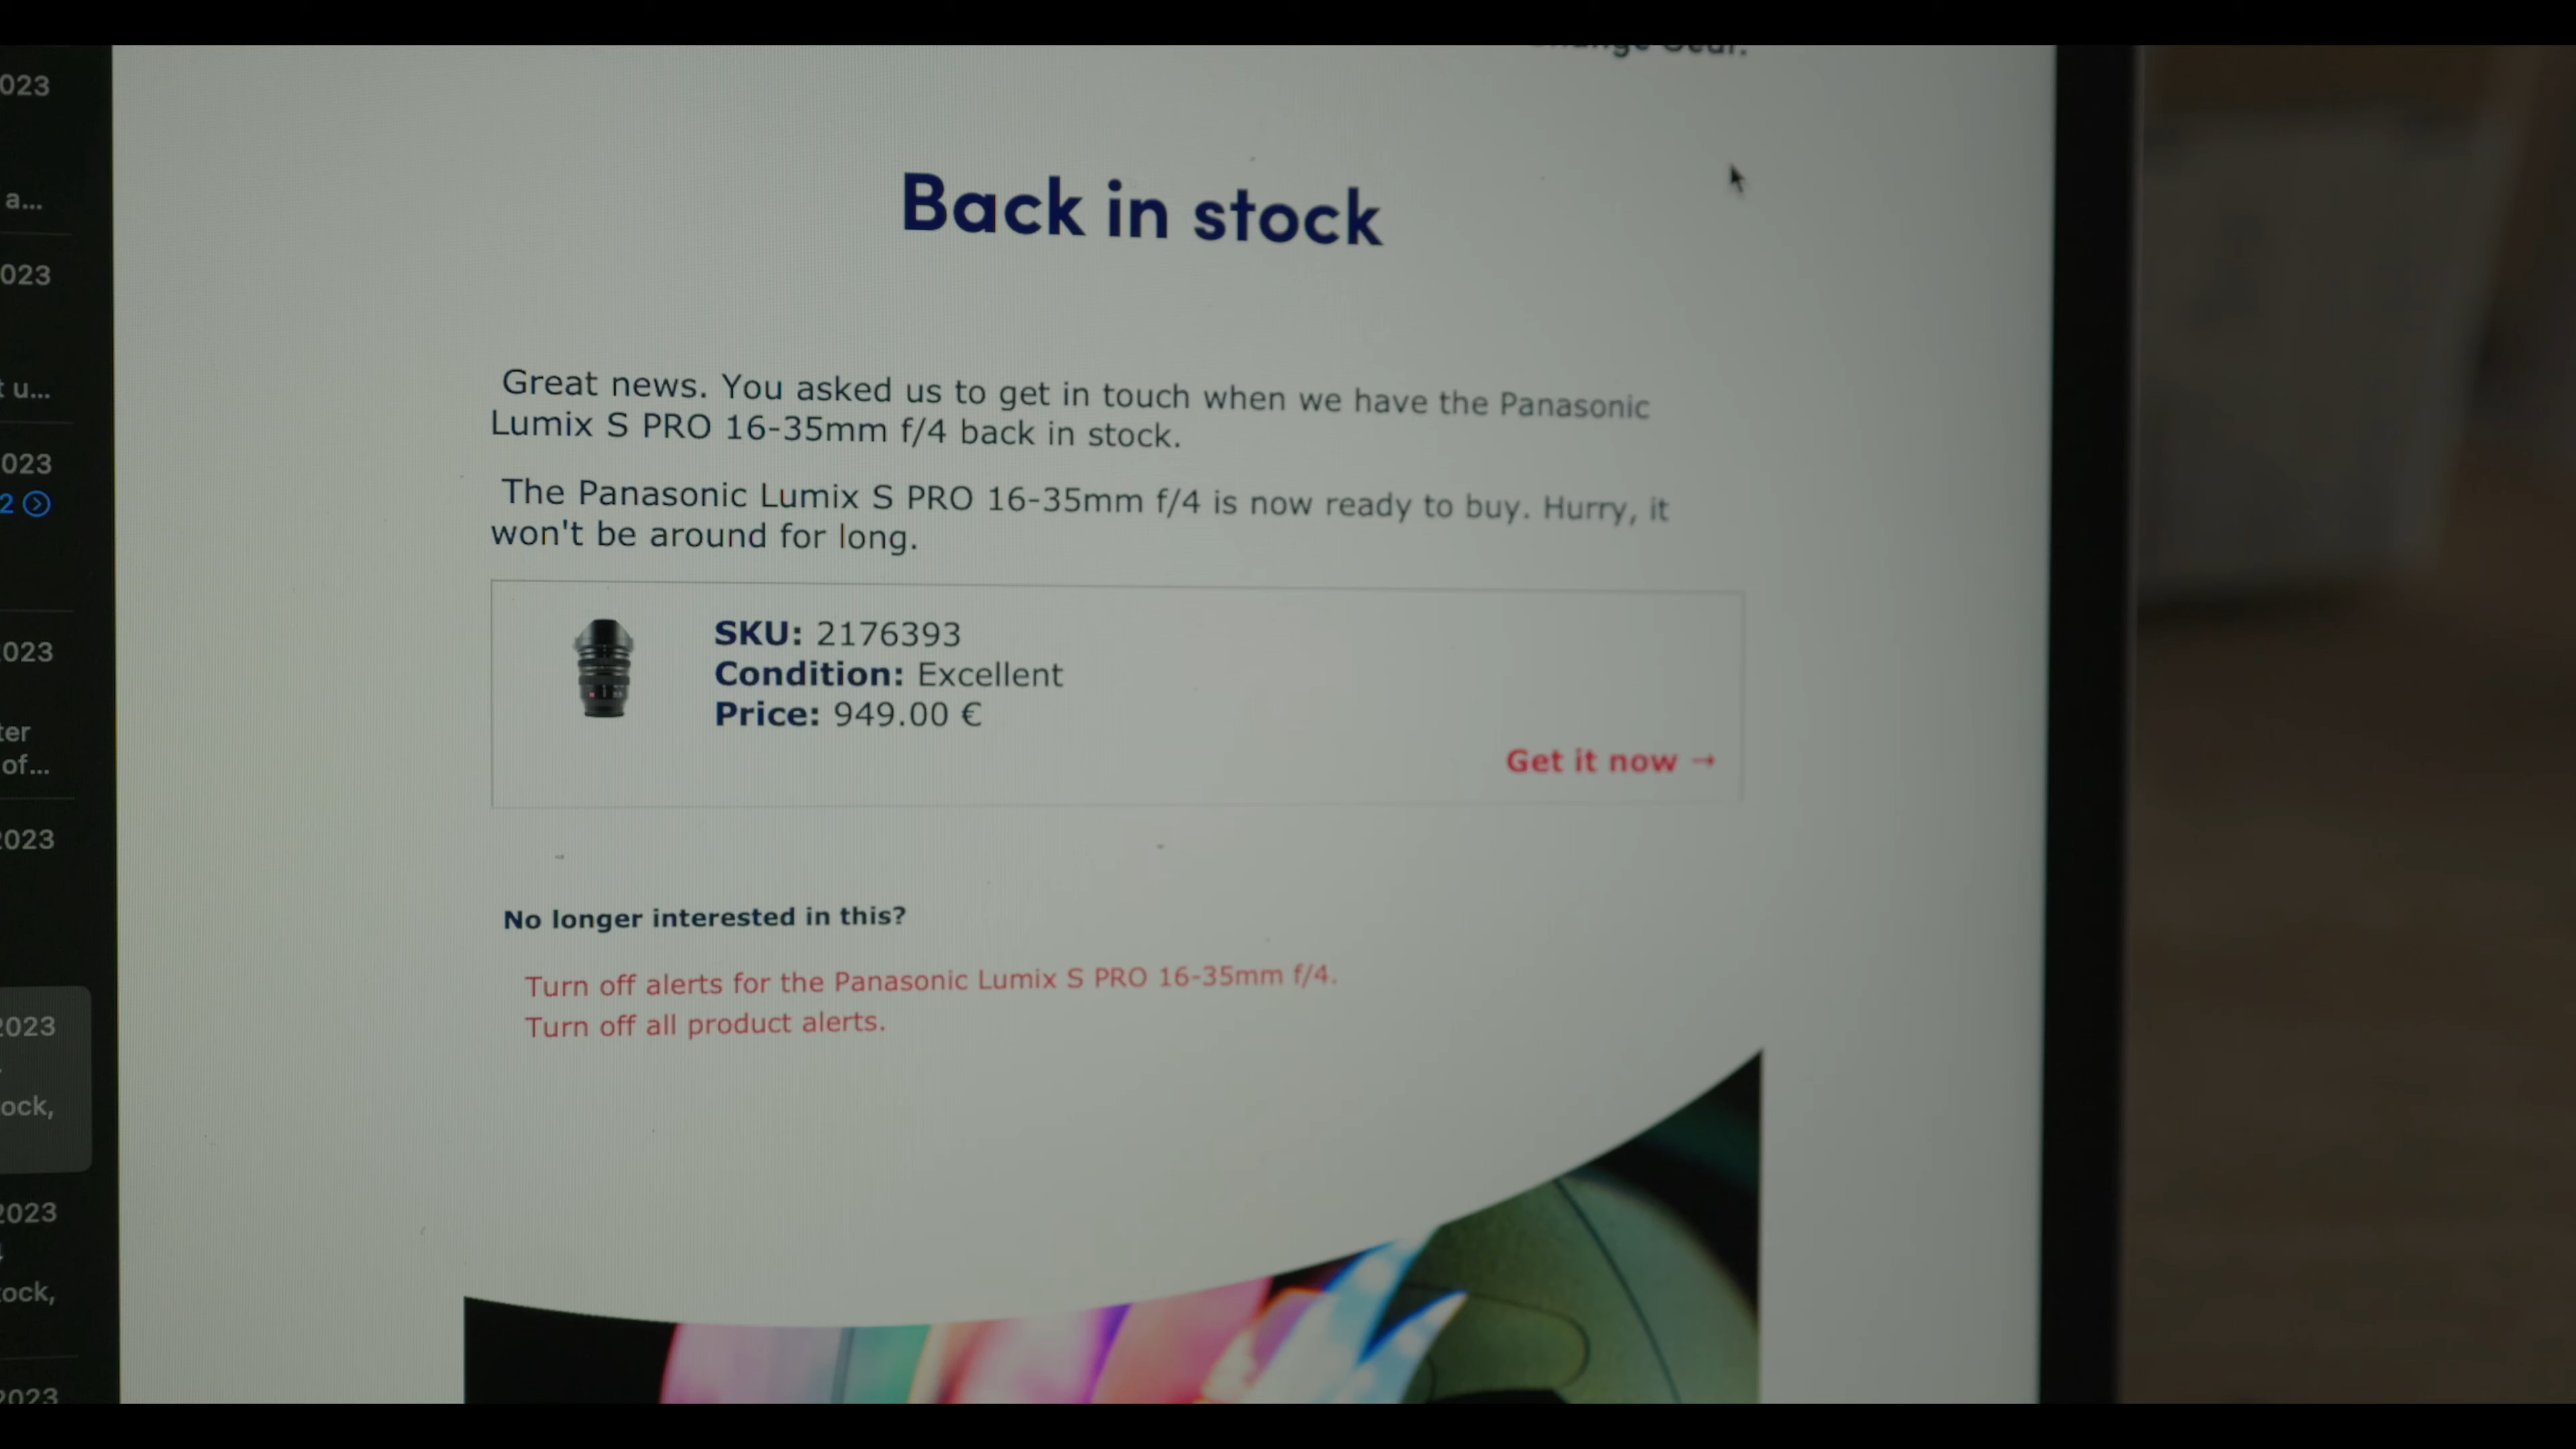 023
a...
023
t u...
023
2
023
ter
of...
2023
2023
ock,
2023
tock,
2023
Back in stock
Great news. You asked us to get in touch when we have the Panasonic
Lumix S PRO 16-35mm f/4 back in stock.
The Panasonic Lumix S PRO 16-35mm f/4 is now ready to buy. Hurry, it
won't be around for long.
SKU: 2176393
Condition: Excellent
Price: 949.00 €
Get it now →
No longer interested in this?
Turn off alerts for the Panasonic Lumix S PRO 16-35mm f/4.
Turn off all product alerts.